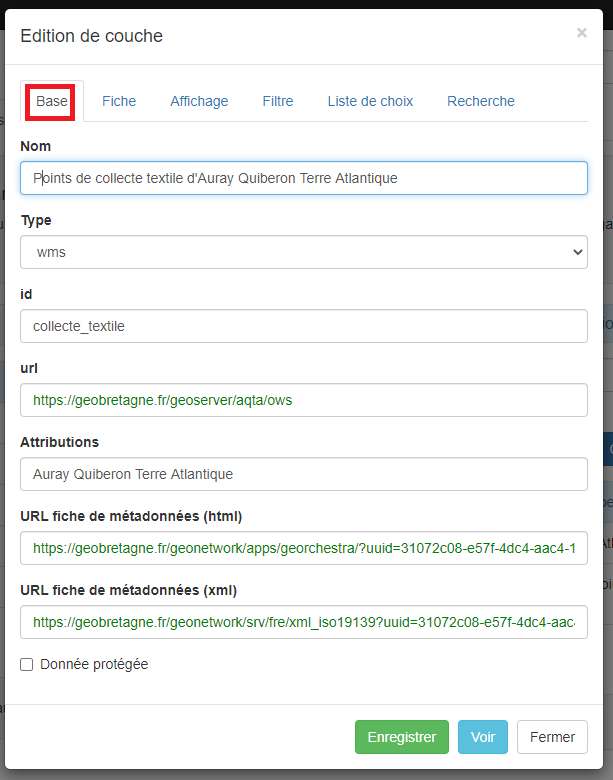 Edition de couche ×
Base Fiche Affichage Filtre Liste de choix Recherche
Nom
Points de collecte textile d'Auray Quiberon Terre Atlantique
Type
wms
id
collecte_textile
url
https://geobretagne.fr/geoserver/aqta/ows
Attributions
Auray Quiberon Terre Atlantique
URL fiche de métadonnées (html)
https://geobretagne.fr/geonetwork/apps/georchestra/?uuid=31072c08-e57f-4dc4-aac4-1
URL fiche de métadonnées (xml)
https://geobretagne.fr/geonetwork/srv/fre/xml_iso19139?uuid=31072c08-e57f-4dc4-aac4
Donnée protégée
Enregistrer Voir Fermer